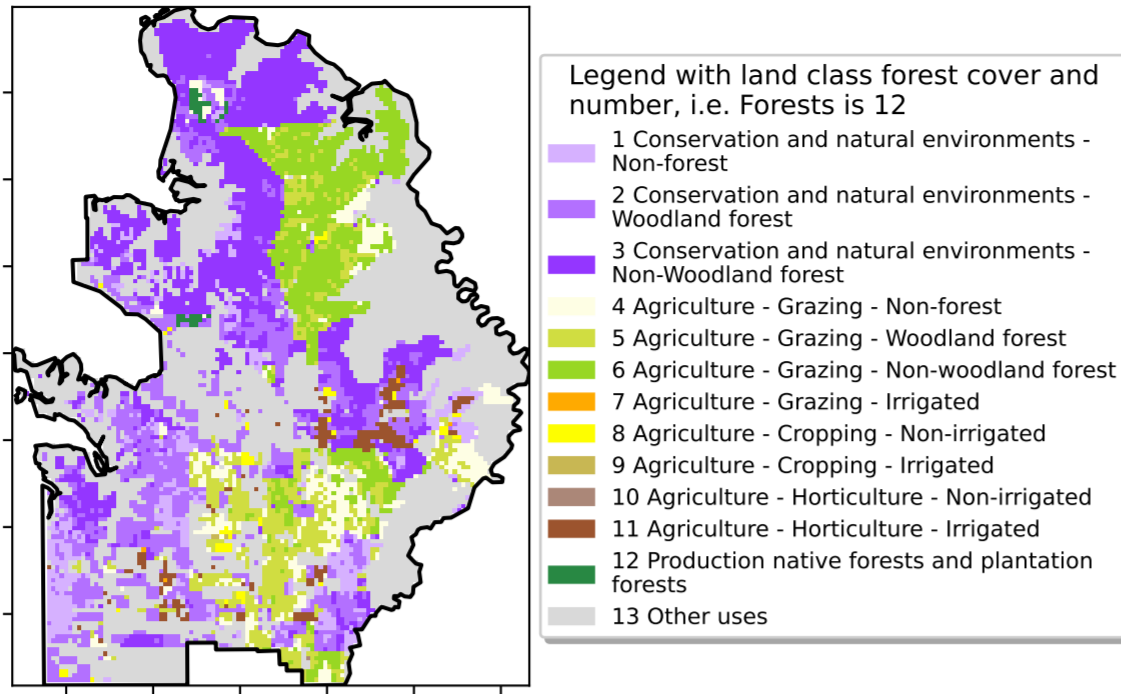 Legend with land class forest cover and
number, i.e. Forests is 12
1 Conservation and natural environments -
Non-forest
2 Conservation and natural environments -
Woodland forest
3 Conservation and natural environments -
Non-Woodland forest
4 Agriculture - Grazing - Non-forest
5 Agriculture - Grazing - Woodland forest
6 Agriculture - Grazing - Non-woodland forest
7 Agriculture - Grazing - Irrigated
8 Agriculture - Cropping - Non-irrigated
9 Agriculture - Cropping - Irrigated
10 Agriculture - Horticulture - Non-irrigated
11 Agriculture - Horticulture - Irrigated
12 Production native forests and plantation
forests
13 Other uses